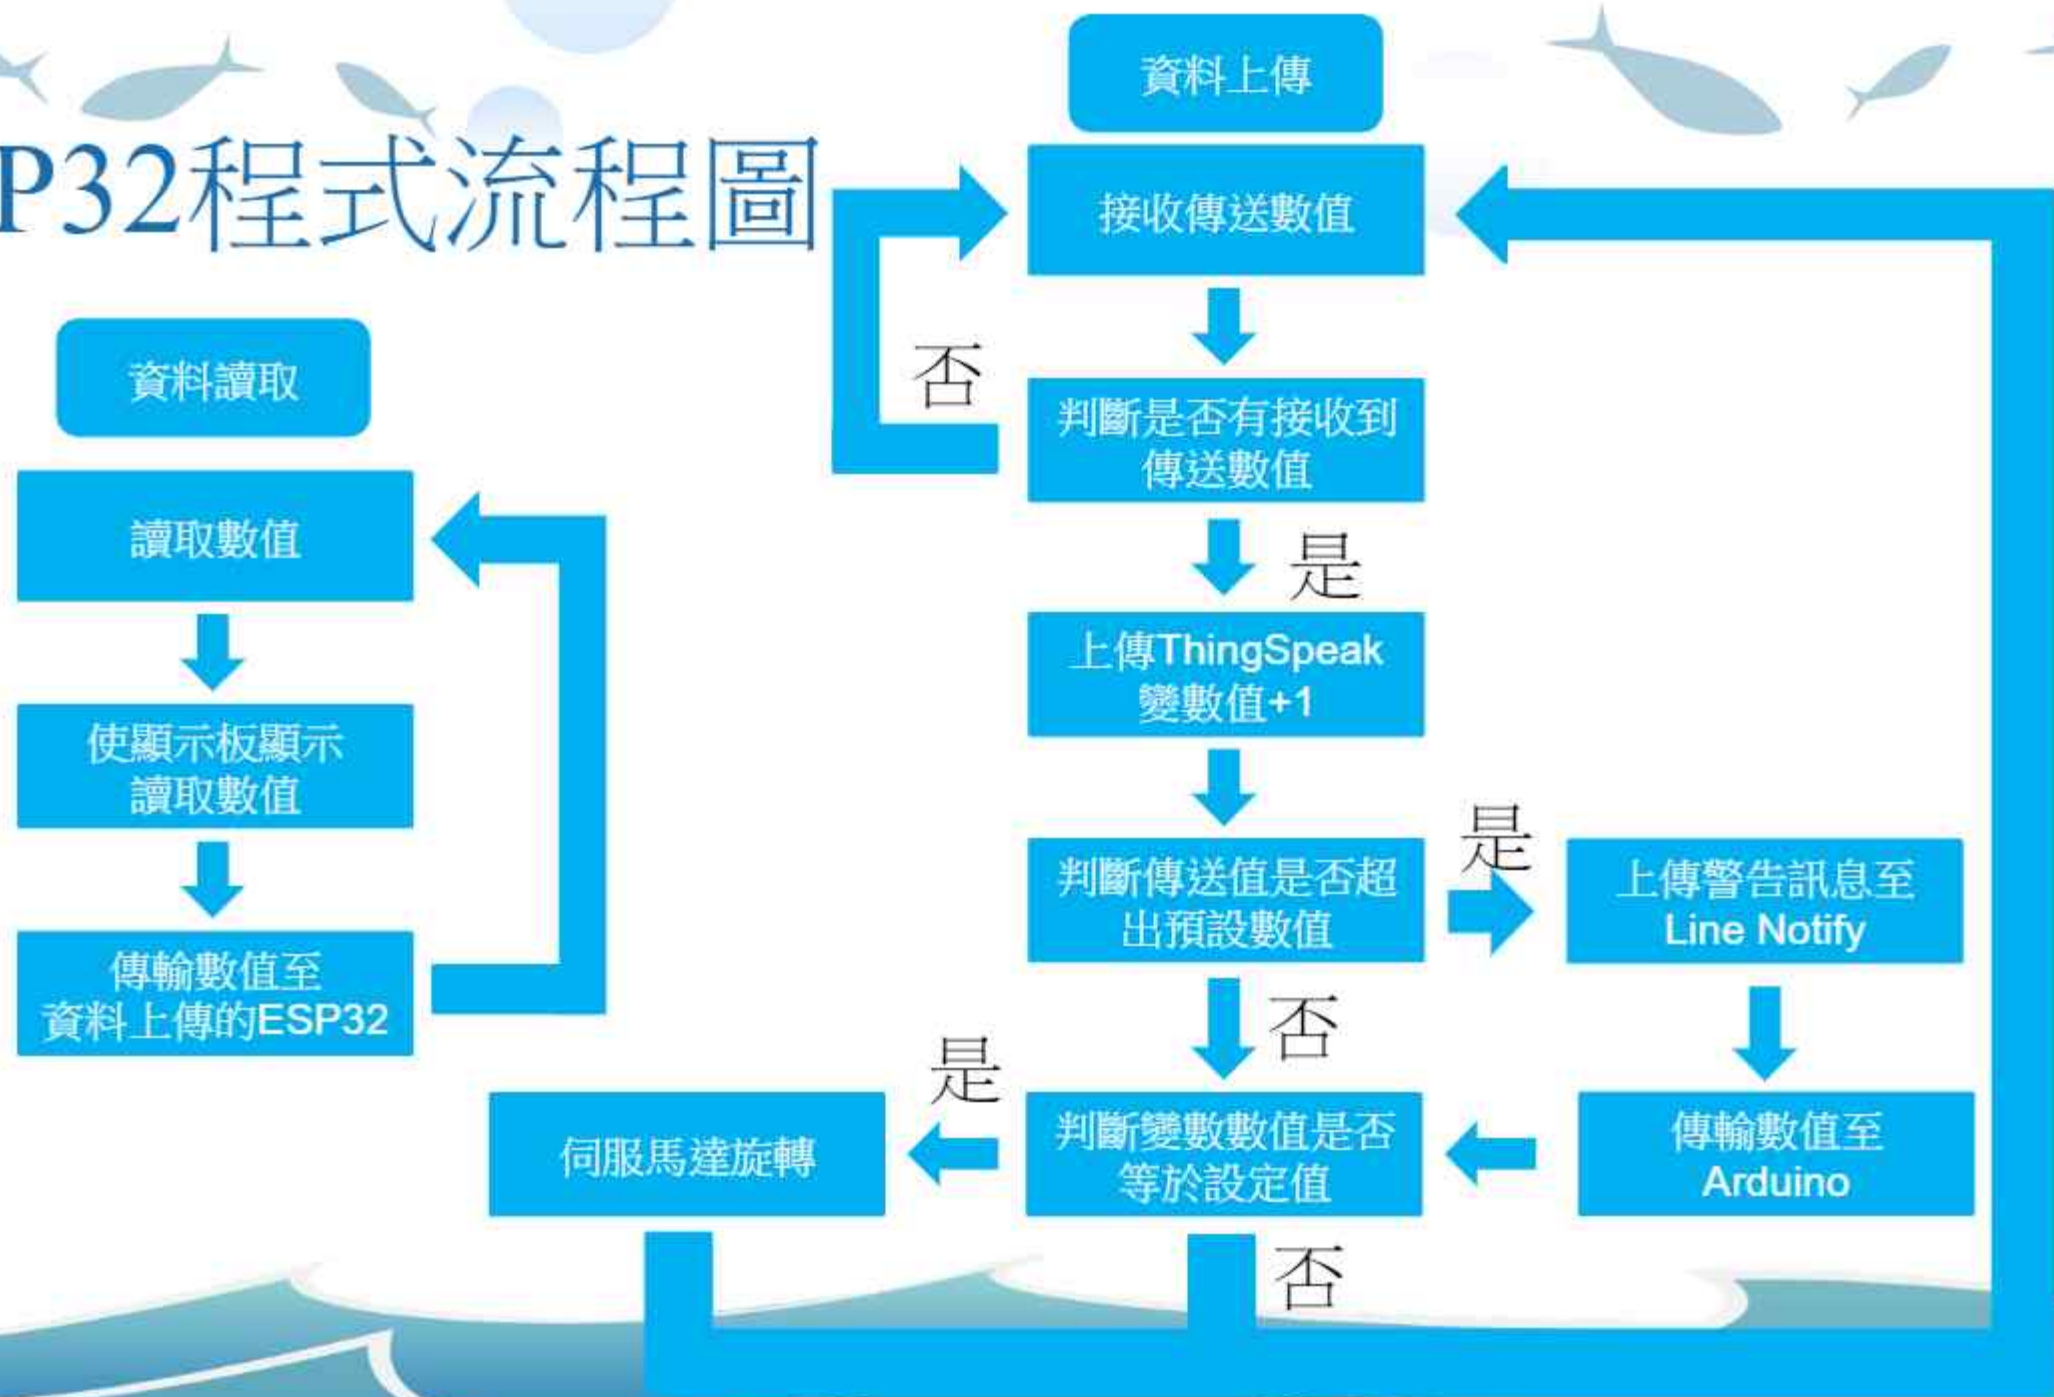 P32程式流程圖
資料讀取
讀取數值
使顯示板顯示
讀取數值
傳輸數值至
資料上傳的ESP32
資料上傳
接收傳送數值
判斷是否有接收到
傳送數值
否
是
上傳ThingSpeak
變數值+1
判斷傳送值是否超
出預設數值
是
上傳警告訊息至
Line Notify
否
傳輸數值至
Arduino
判斷變數數值是否
等於設定值
是
伺服馬達旋轉
否